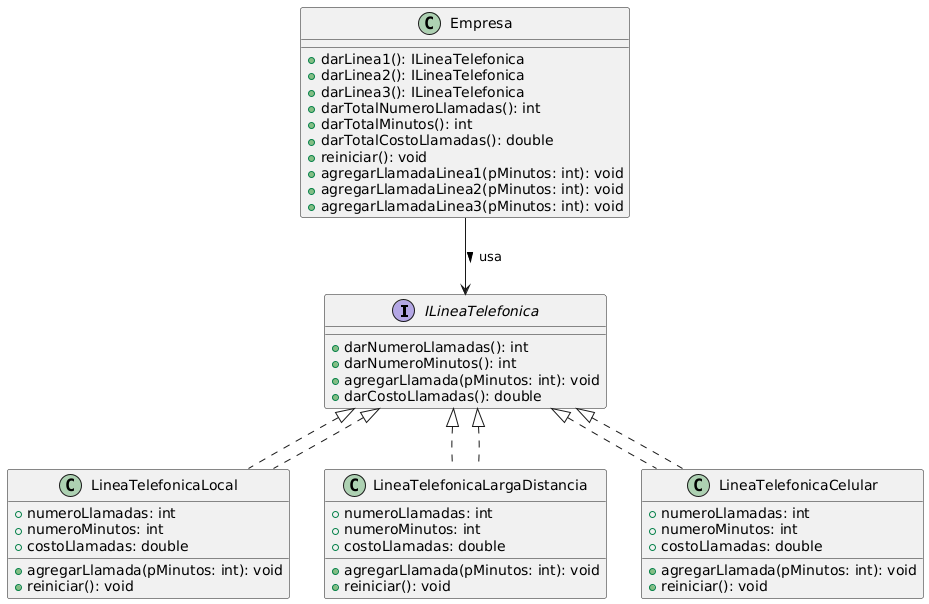 Empresa
darLinea1(): ILineaTelefonica
darLinea2(): ILineaTelefonica
darLinea3(): ILineaTelefonica
darTotalNumeroLlamadas(): int
darTotalMinutos(): int
darTotalCostoLlamadas(): double
reiniciar(): void
agregarLlamadaLinea1(pMinutos: int): void
agregarLlamadaLinea2(pMinutos: int): void
agregarLlamadaLinea3(pMinutos: int): void
usa
ILineaTelefonica
darNumeroLlamadas(): int
darNumeroMinutos(): int
agregarLlamada(pMinutos: int): void
darCostoLlamadas(): double
LineaTelefonicaLocal
numeroLlamadas: int
numeroMinutos: int
costoLlamadas: double
agregarLlamada(pMinutos: int): void
reiniciar(): void
LineaTelefonicaLargaDistancia
numeroLlamadas: int
numeroMinutos: int
costoLlamadas: double
agregarLlamada(pMinutos: int): void
reiniciar(): void
LineaTelefonicaCelular
numeroLlamadas: int
numeroMinutos: int
costoLlamadas: double
agregarLlamada(pMinutos: int): void
reiniciar(): void